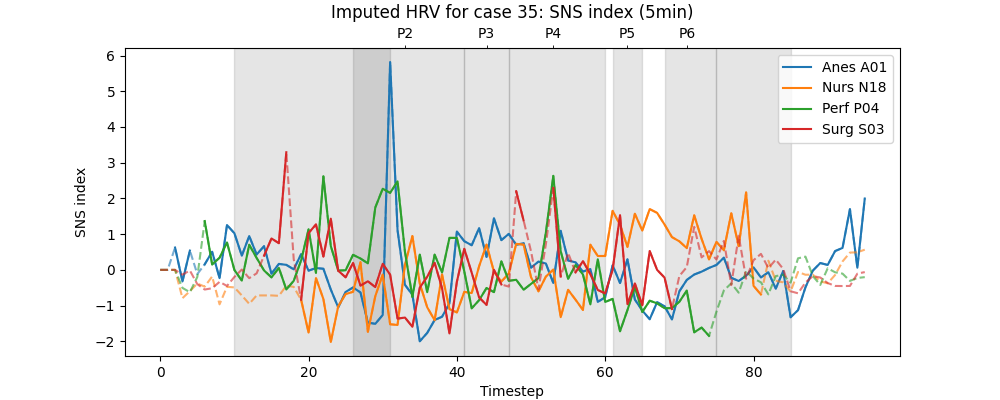 Imputed HRV for case 35: SNS index (5min)
P2 P3 P4 P5 P6
Anes A01
Nurs N18
Perf P04
Surg S03
SNS index
6
5
4
3
2
1
0
−1
−2
0 20 40 60 80
Timestep